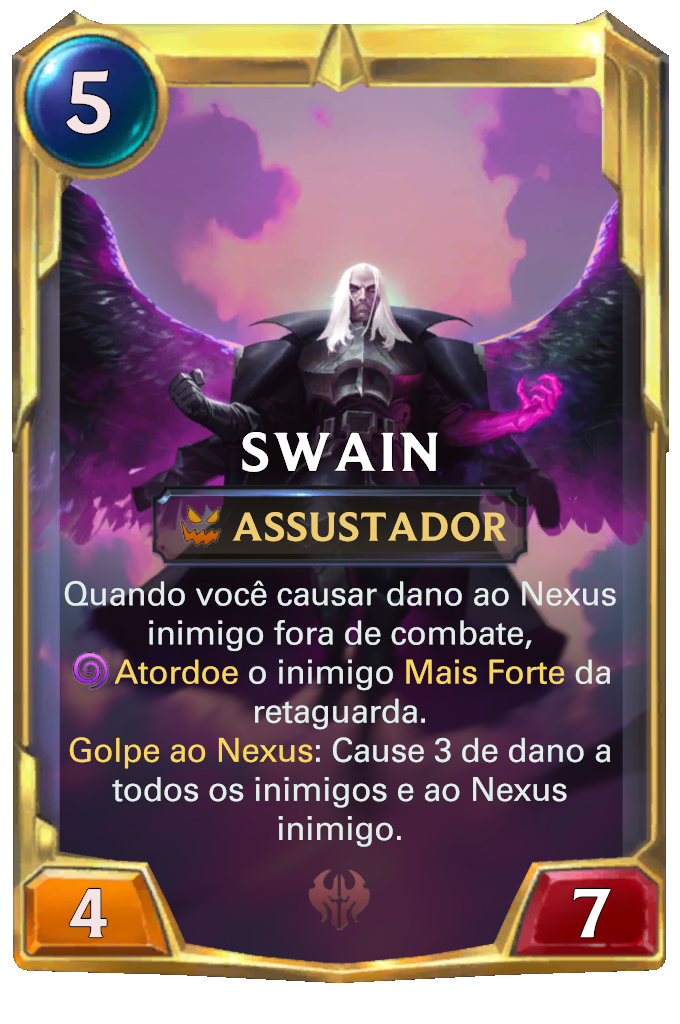 5
SWAIN
ASSUSTADOR
Quando você causar dano ao Nexus
inimigo fora de combate,
Atordoe o inimigo Mais Forte da
retaguarda.
Golpe ao Nexus: Cause 3 de dano a
todos os inimigos e ao Nexus
inimigo.
4
7